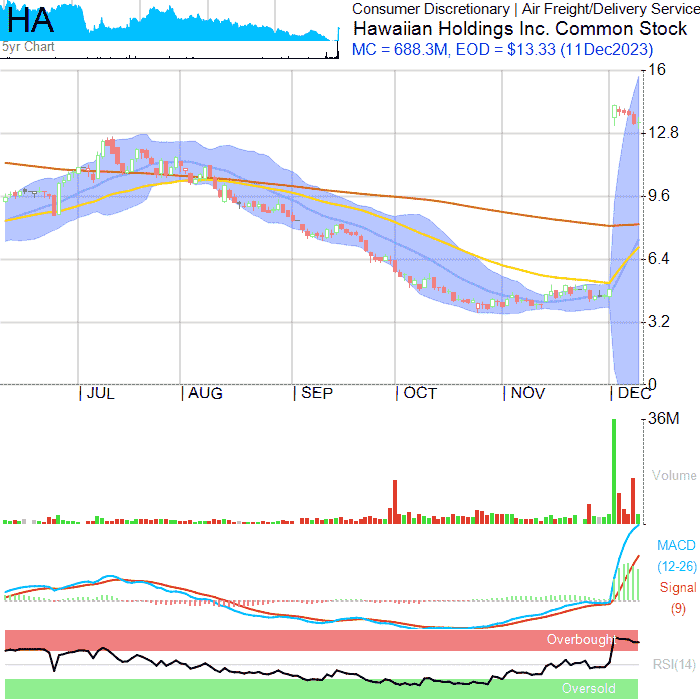 HA
5yr Chart
Consumer Discretionary | Air Freight/Delivery Service
Hawaiian Holdings Inc. Common Stock
MC = 688.3M, EOD = $13.33 (11Dec2023)
16
12.8
9.6
6.4
3.2
0
JUL AUG SEP OCT NOV DEC
36M
Volume
MACD
(12-26)
Signal
(9)
Overbought
RSI(14)
Oversold